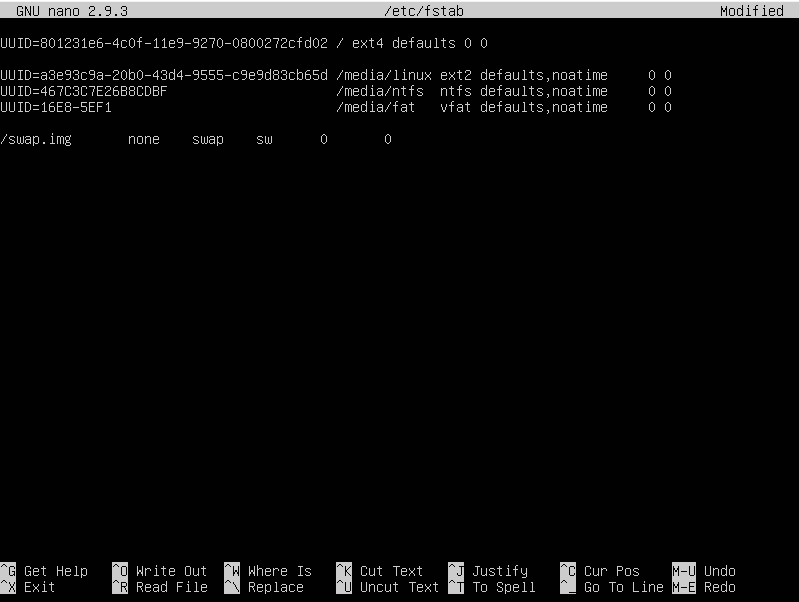 GNU nano 2.9.3 /etc/fstab Modified
UUID=801231e6-4c0f-11e9-9270-0800272cfd02 / ext4 defaults 0 0
UUID=a3e93c9a-20b0-43d4-9555-c9e9d83cb65d /media/linux ext2 defaults,noatime 0 0
UUID=467C3C7E26B8CDBF /media/ntfs ntfs defaults,noatime 0 0
UUID=16E8-5EF1 /media/fat vfat defaults,noatime 0 0
/swap.img none swap sw 0 0
^G Get Help ^O Write Out ^W Where Is ^K Cut Text ^J Justify ^C Cur Pos M-U Undo
^X Exit ^R Read File ^\ Replace ^U Uncut Text ^T To Spell ^_ Go To Line M-E Redo